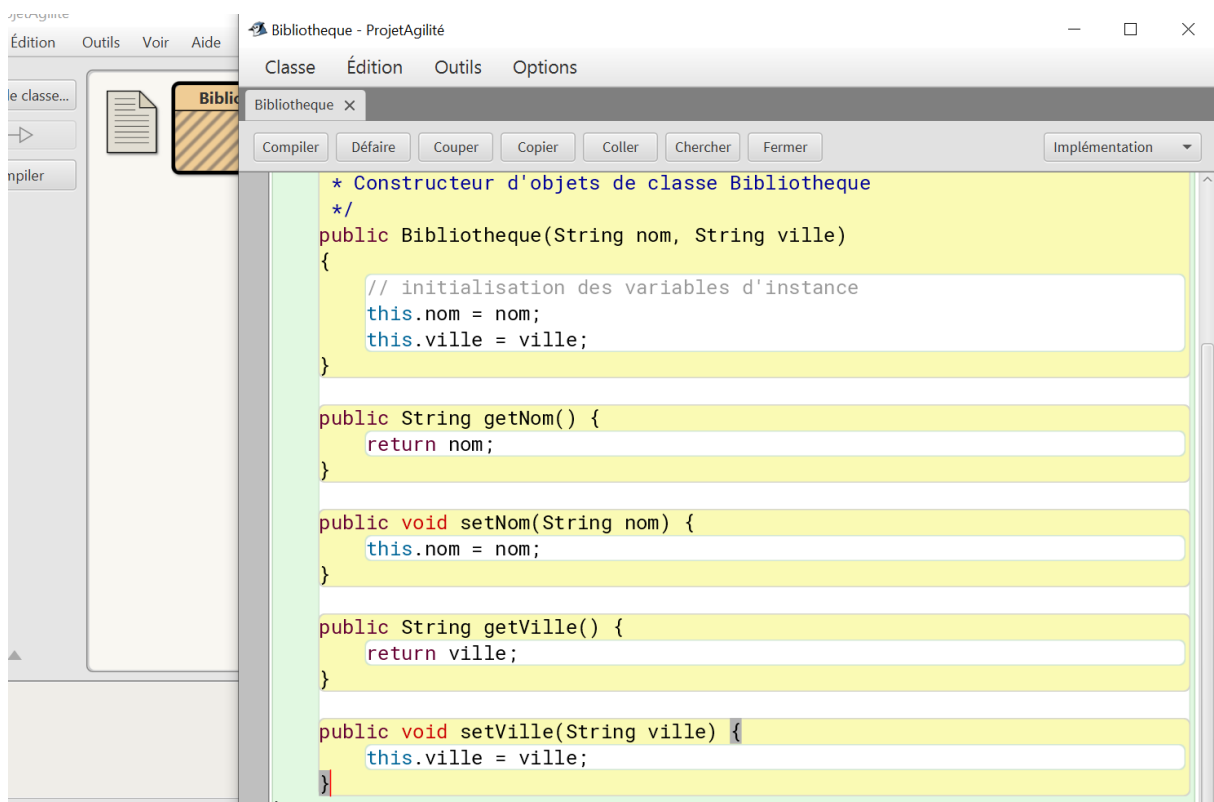 Édition Outils Voir Aide
Bibliotheque - ProjetAgilité
Classe Édition Outils Options
Bibliotheque
Compiler Défaire Couper Copier Coller Chercher Fermer Implémentation
* Constructeur d'objets de classe Bibliotheque
*/
public Bibliotheque(String nom, String ville)
{
// initialisation des variables d'instance
this.nom = nom;
this.ville = ville;
}
public String getNom() {
return nom;
}
public void setNom(String nom) {
this.nom = nom;
}
public String getVille() {
return ville;
}
public void setVille(String ville) {
this.ville = ville;
}